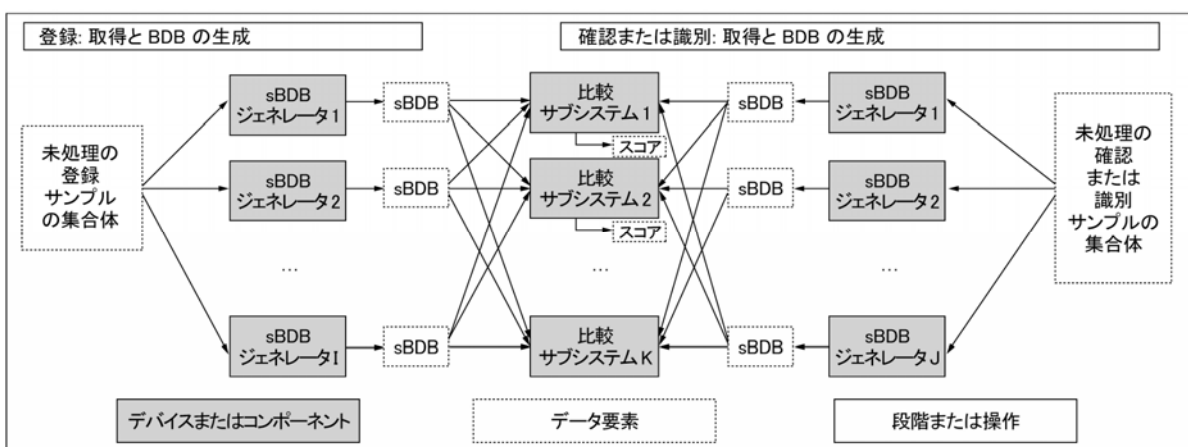 登録: 取得と BDB の生成
確認または識別: 取得と BDB の生成
未処理の
登録
サンプル
の集合体
sBDB
ジェネレータ1
sBDB
比較
サブシステム1
スコア
sBDB
sBDB
ジェネレータ1
sBDB
ジェネレータ2
sBDB
比較
サブシステム2
スコア
sBDB
sBDB
ジェネレータ2
…
…
…
sBDB
ジェネレータI
sBDB
比較
サブシステムK
sBDB
sBDB
ジェネレータJ
未処理の
確認
または
識別
サンプルの
集合体
デバイスまたはコンポーネント
データ要素
段階または操作